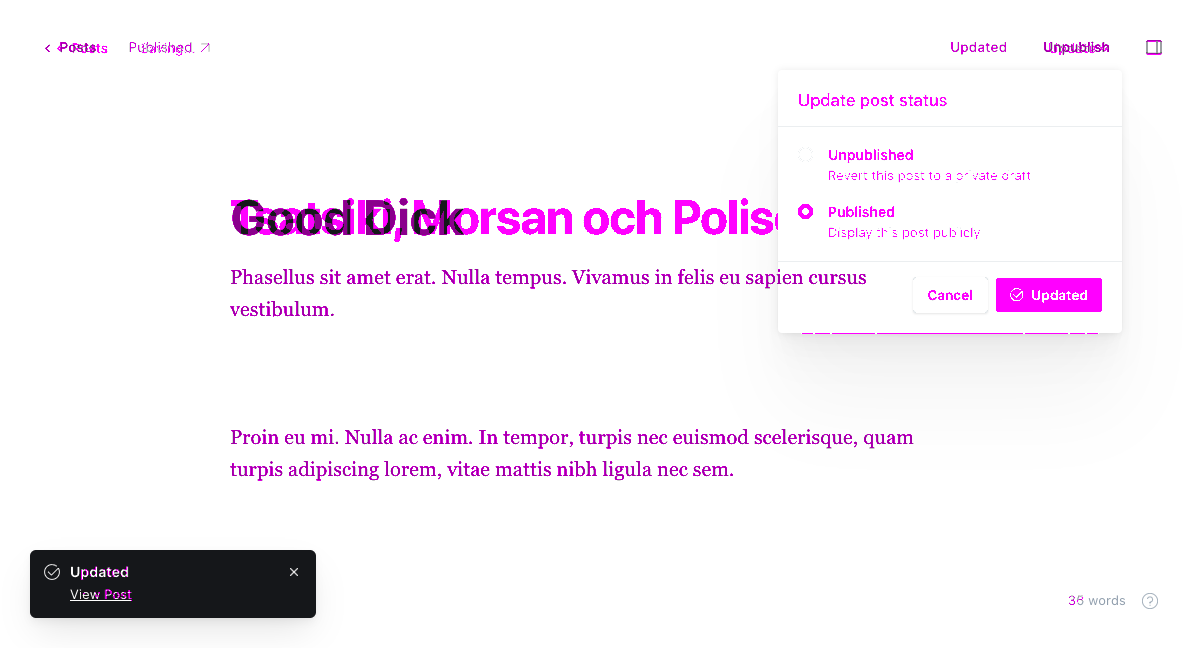 Posts
Published
Updated
Unpublish
Update post status
Unpublished
Revert this post to a private draft
Published
Display this post publicly
Cancel
Updated
Good Dick
Morsan och
Phasellus sit amet erat. Nulla tempus. Vivamus in felis eu sapien cursus
vestibulum.
Proin eu mi. Nulla ac enim. In tempor, turpis nec euismod scelerisque, quam
turpis adipiscing lorem, vitae mattis nibh ligula nec sem.
Updated
View Post
words